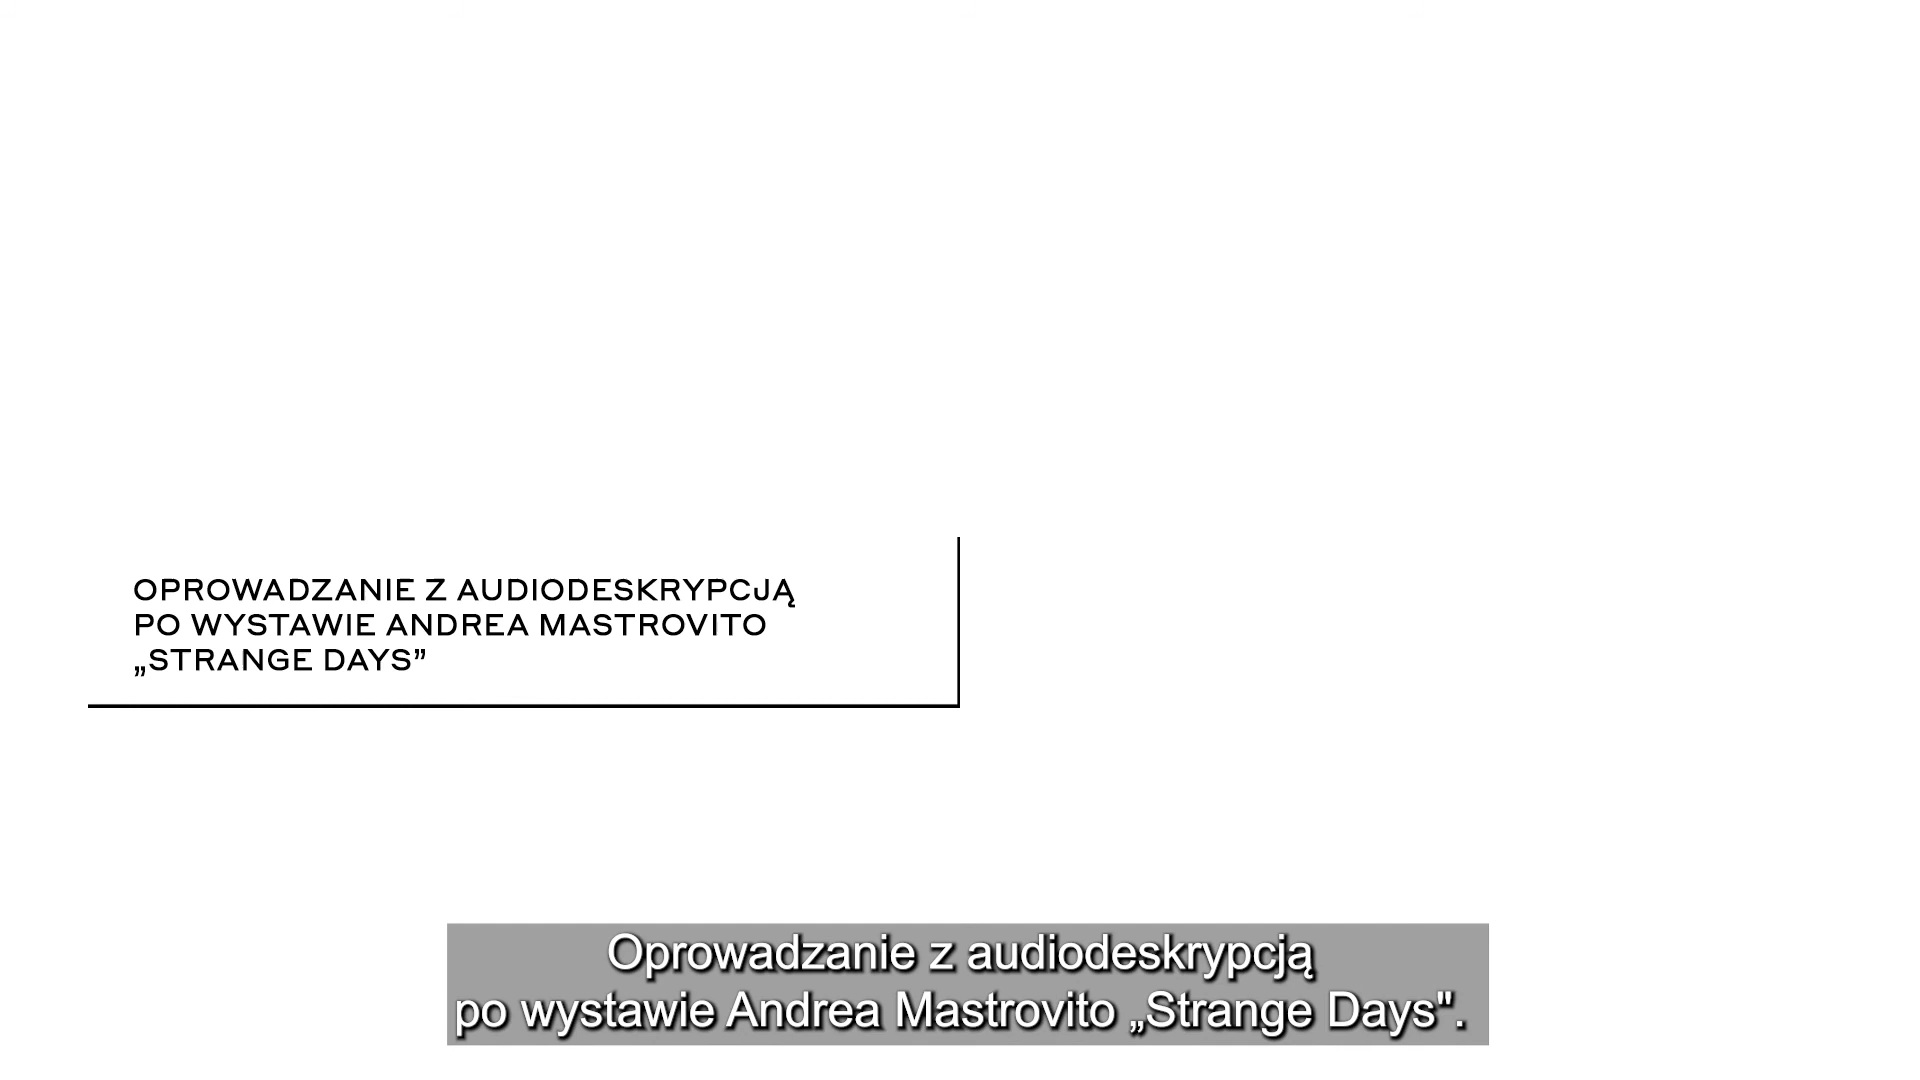 OPROWADZANIE Z AUDIODESKRYPCJĄ
PO WYSTAWIE ANDREA MASTROVITO
„STRANGE DAYS”
Oprowadzanie z audiodeskrypcją
po wystawie Andrea Mastrovito „Strange Days".